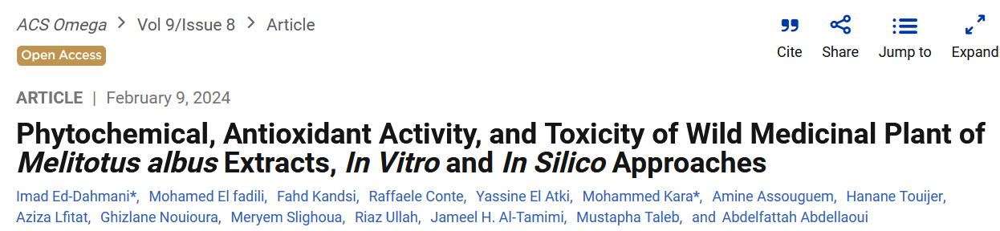 ACS Omega > Vol 9/Issue 8 > Article
Cite Share Jump to Expand
Open Access
ARTICLE | February 9, 2024
Phytochemical, Antioxidant Activity, and Toxicity of Wild Medicinal Plant of
Melitotus albus Extracts, In Vitro and In Silico Approaches
Imad Ed-Dahmani*, Mohamed El fadili, Fahd Kandsi, Raffaele Conte, Yassine El Atki, Mohammed Kara*, Amine Assouguem, Hanane Touijer,
Aziza Lfitat, Ghizlane Nouioura, Meryem Slighoua, Riaz Ullah, Jameel H. Al-Tamimi, Mustapha Taleb, and Abdelfattah Abdellaoui